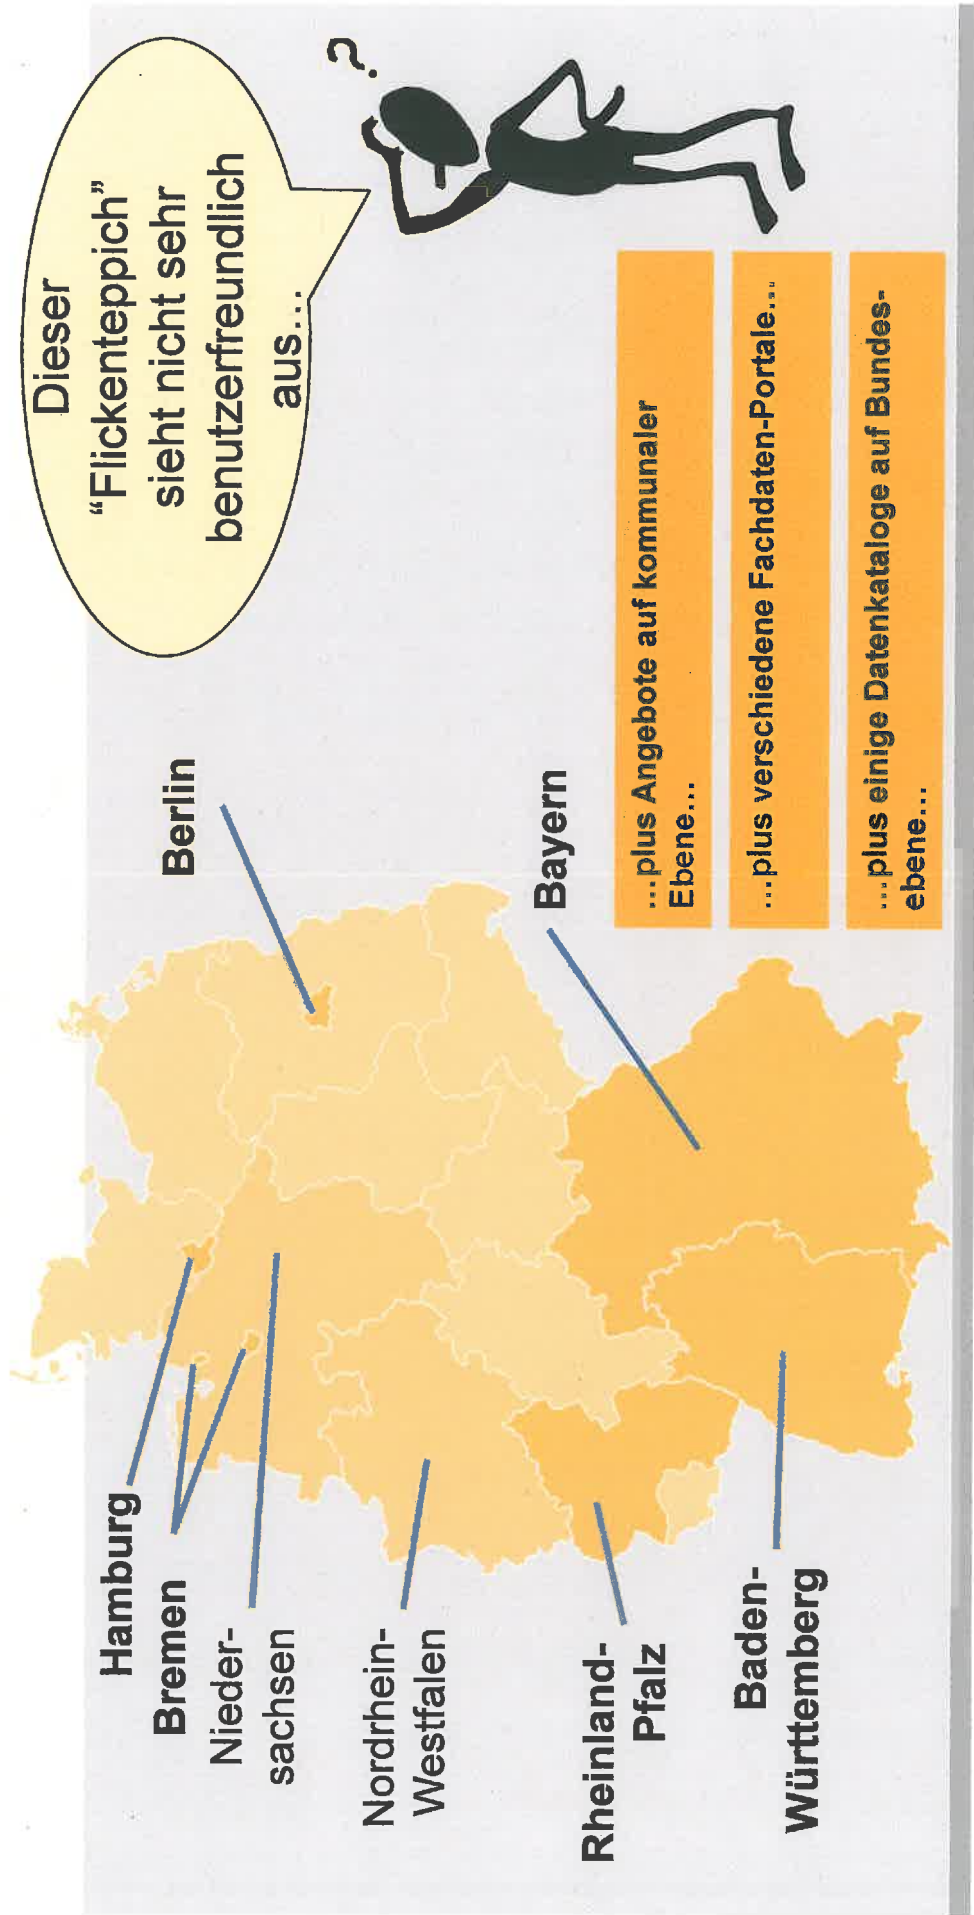 Dieser
“Flickenteppich”
sieht nicht sehr
benutzerfreundlich
aus...
?
Hamburg
Bremen
Nieder-
sachsen
Nordrhein-
Westfalen
Rheinland-
Pfalz
Baden-
Württemberg
Berlin
Bayern
...plus Angebote auf kommunaler
Ebene...
...plus verschiedene Fachdaten-Portale...
...plus einige Datenkataloge auf Bundes-
ebene...